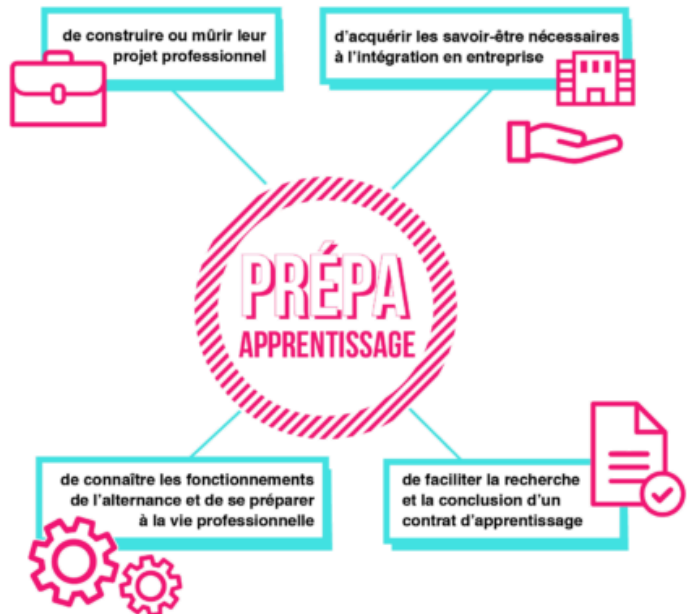 de construire ou mûrir leur
projet professionnel
d'acquérir les savoir-être nécessaires
à l'intégration en entreprise
PRÉPA
APPRENTISSAGE
de connaître les fonctionnements
de l'alternance et de se préparer
à la vie professionnelle
de faciliter la recherche
et la conclusion d'un
contrat d'apprentissage